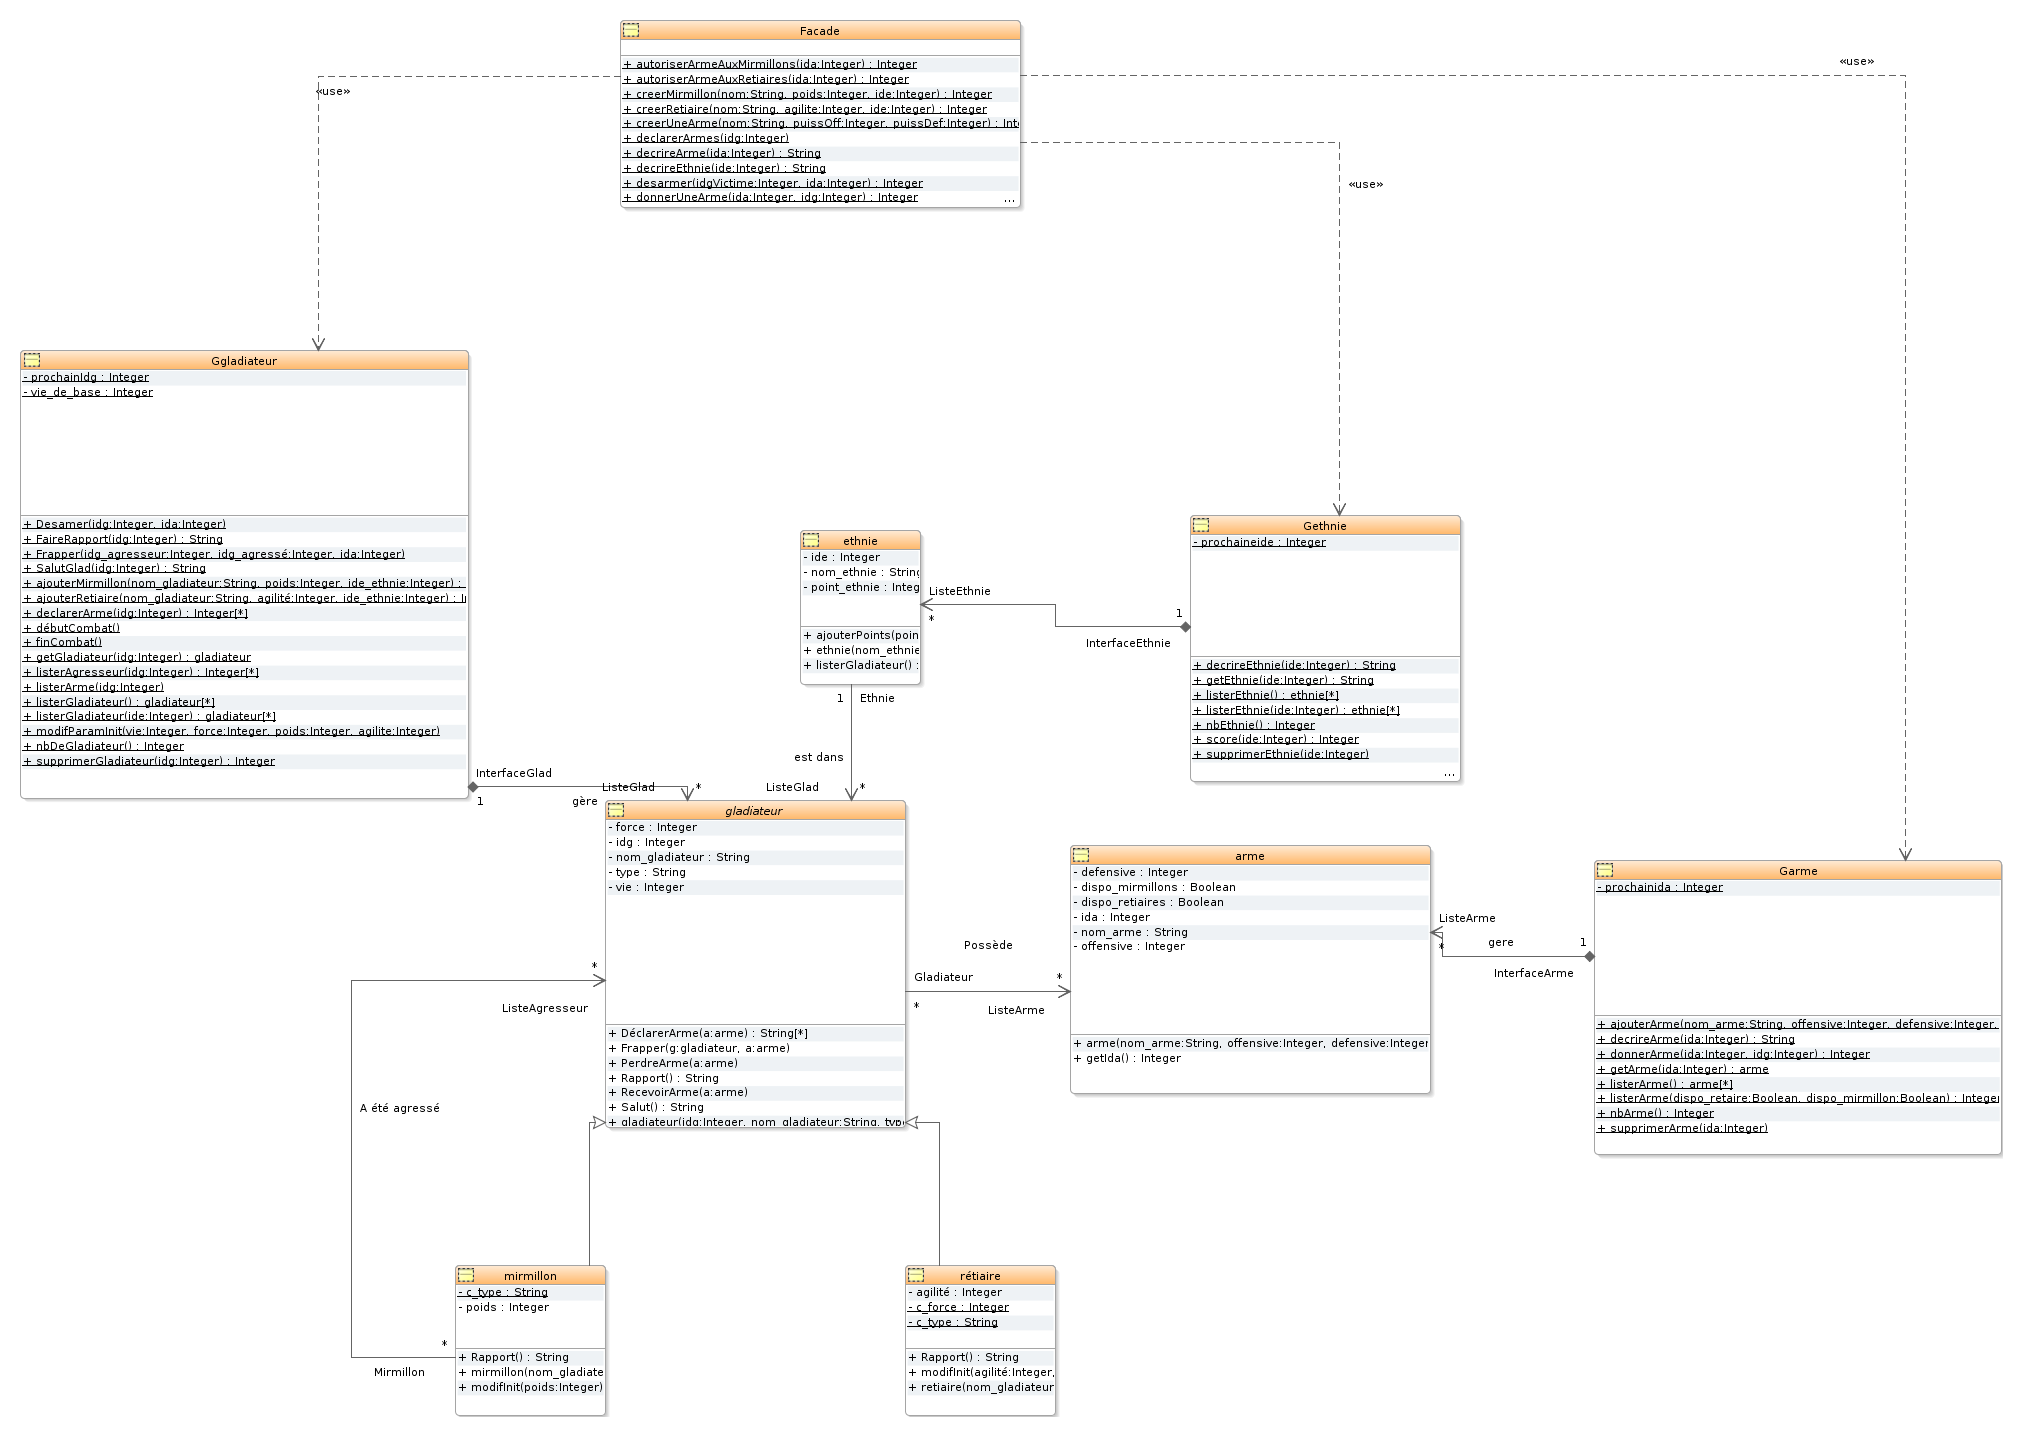 Facade
+ autoriserArmeAuxMirmillons(ida:Integer) : Integer
+ autoriserArmeAuxRetiaires(ida:Integer) : Integer
+ creerMirmillon(nom:String, poids:Integer, ide:Integer) : Integer
+ creerRetiaire(nom:String, agilite:Integer, ide:Integer) : Integer
+ creerUneArme(nom:String, puissOff:Integer, puissDef:Integer) : Inte
+ declarerArmes(idg:Integer)
+ decrireArme(ida:Integer) : String
+ decrireEthnie(ide:Integer) : String
+ desarmer(idgVictime:Integer, ida:Integer) : Integer
+ donnerUneArme(ida:Integer, idg:Integer) : Integer
...
«use»
«use»
«use»
Ggladiateur
- prochainIdg : Integer
- vie_de_base : Integer
+ Desamer(idg:Integer, ida:Integer)
+ FaireRapport(idg:Integer) : String
+ Frapper(idg_agresseur:Integer, idg_agressé:Integer, ida:Integer)
+ SalutGlad(idg:Integer) : String
+ ajouterMirmillon(nom_gladiateur:String, poids:Integer, ide_ethnie:Integer) :
+ ajouterRetiaire(nom_gladiateur:String, agilité:Integer, ide_ethnie:Integer) : I
+ declarerArme(idg:Integer) : Integer[*]
+ débutCombat()
+ finCombat()
+ getGladiateur(idg:Integer) : gladiateur
+ listerAgresseur(idg:Integer) : Integer[*]
+ listerArme(idg:Integer)
+ listerGladiateur() : gladiateur[*]
+ listerGladiateur(ide:Integer) : gladiateur[*]
+ modifParamInit(vie:Integer, force:Integer, poids:Integer, agilite:Integer)
+ nbDeGladiateur() : Integer
+ supprimerGladiateur(idg:Integer) : Integer
ethnie
- ide : Integer
- nom_ethnie : String
- point_ethnie : Integ
+ ajouterPoints(poin
+ ethnie(nom_ethnie
+ listerGladiateur() :
ListeEthnie
*
1
InterfaceEthnie
Gethnie
- prochaineide : Integer
+ decrireEthnie(ide:Integer) : String
+ getEthnie(ide:Integer) : String
+ listerEthnie() : ethnie[*]
+ listerEthnie(ide:Integer) : ethnie[*]
+ nbEthnie() : Integer
+ score(ide:Integer) : Integer
+ supprimerEthnie(ide:Integer)
...
1
Ethnie
est dans
ListeGlad
*
InterfaceGlad
1
gère
ListeGlad
*
gladiateur
- force : Integer
- idg : Integer
- nom_gladiateur : String
- type : String
- vie : Integer
+ DéclarerArme(a:arme) : String[*]
+ Frapper(g:gladiateur, a:arme)
+ PerdreArme(a:arme)
+ Rapport() : String
+ RecevoirArme(a:arme)
+ Salut() : String
+ gladiateur(idg:Integer, nom_gladiateur:String, type
*
ListeAgresseur
A été agressé
*
Mirmillon
Possède
Gladiateur
*
*
ListeArme
arme
- defensive : Integer
- dispo_mirmillons : Boolean
- dispo_retiaires : Boolean
- ida : Integer
- nom_arme : String
- offensive : Integer
+ arme(nom_arme:String, offensive:Integer, defensive:Integer
+ getIda() : Integer
ListeArme
*
gere
1
InterfaceArme
Garme
- prochainida : Integer
+ ajouterArme(nom_arme:String, offensive:Integer, defensive:Integer,
+ decrireArme(ida:Integer) : String
+ donnerArme(ida:Integer, idg:Integer) : Integer
+ getArme(ida:Integer) : arme
+ listerArme() : arme[*]
+ listerArme(dispo_retaire:Boolean, dispo_mirmillon:Boolean) : Intege
+ nbArme() : Integer
+ supprimerArme(ida:Integer)
mirmillon
- c_type : String
- poids : Integer
+ Rapport() : String
+ mirmillon(nom_gladiate
+ modifInit(poids:Integer)
rétiaire
- agilité : Integer
- c_force : Integer
- c_type : String
+ Rapport() : String
+ modifInit(agilité:Integer,
+ retiaire(nom_gladiateur